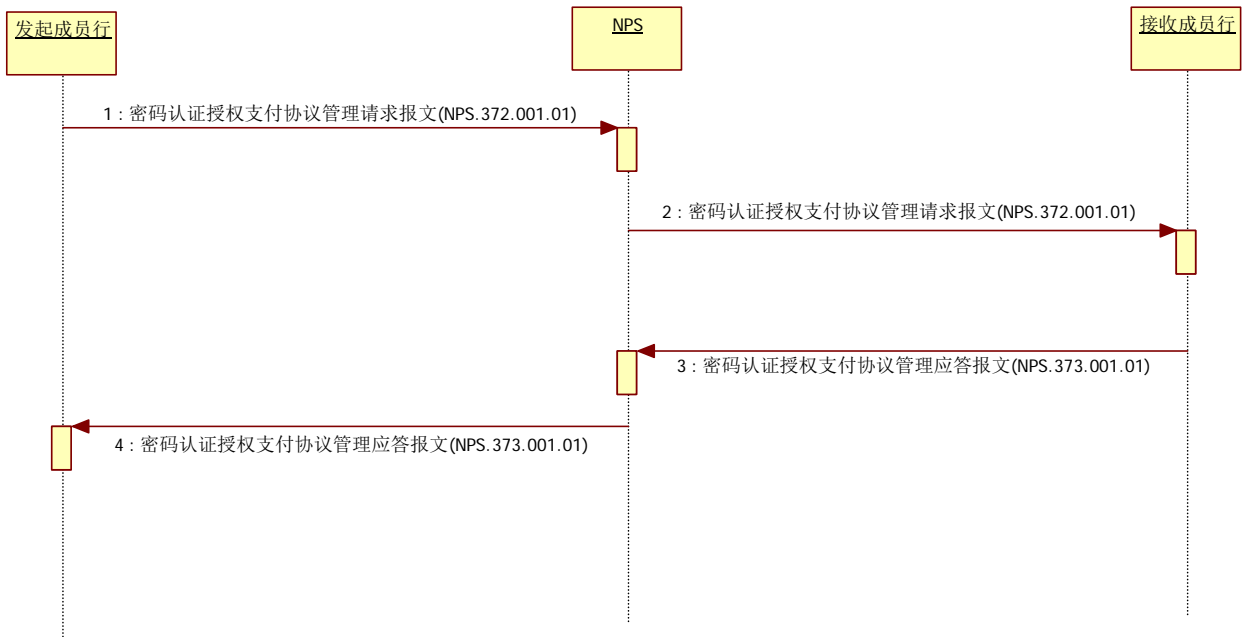 发起成员行
NPS
接收成员行
1 : 密码认证授权支付协议管理请求报文(NPS.372.001.01)
2 : 密码认证授权支付协议管理请求报文(NPS.372.001.01)
3 : 密码认证授权支付协议管理应答报文(NPS.373.001.01)
4 : 密码认证授权支付协议管理应答报文(NPS.373.001.01)